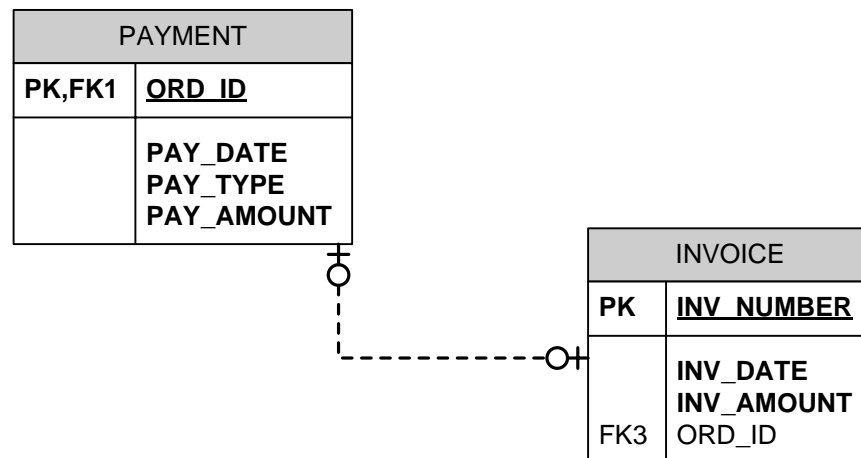 PAYMENT
PK,FK1 ORD_ID
PAY_DATE
PAY_TYPE
PAY_AMOUNT
INVOICE
PK INV_NUMBER
INV_DATE
INV_AMOUNT
FK3 ORD_ID